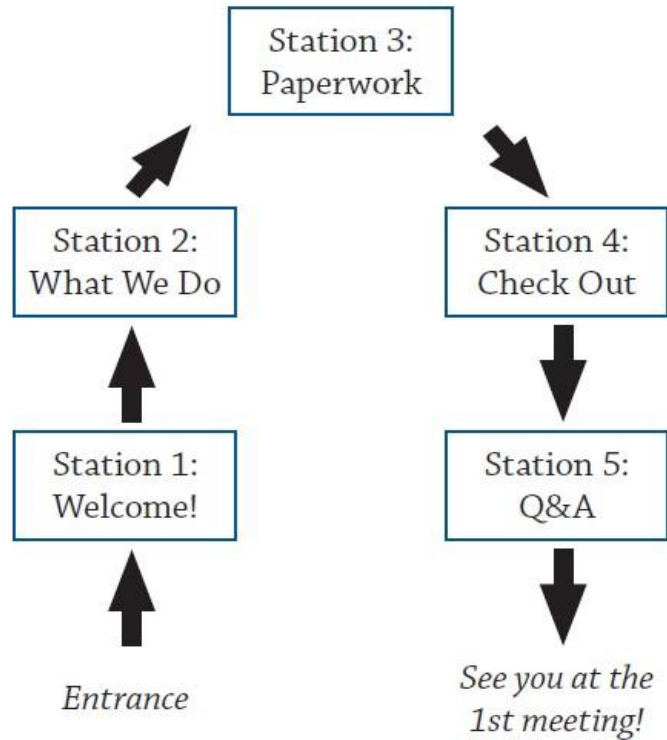 Station 3:
Paperwork
Station 2:
What We Do
Station 4:
Check Out
Station 1:
Welcome!
Station 5:
Q&A
Entrance
See you at the
1st meeting!